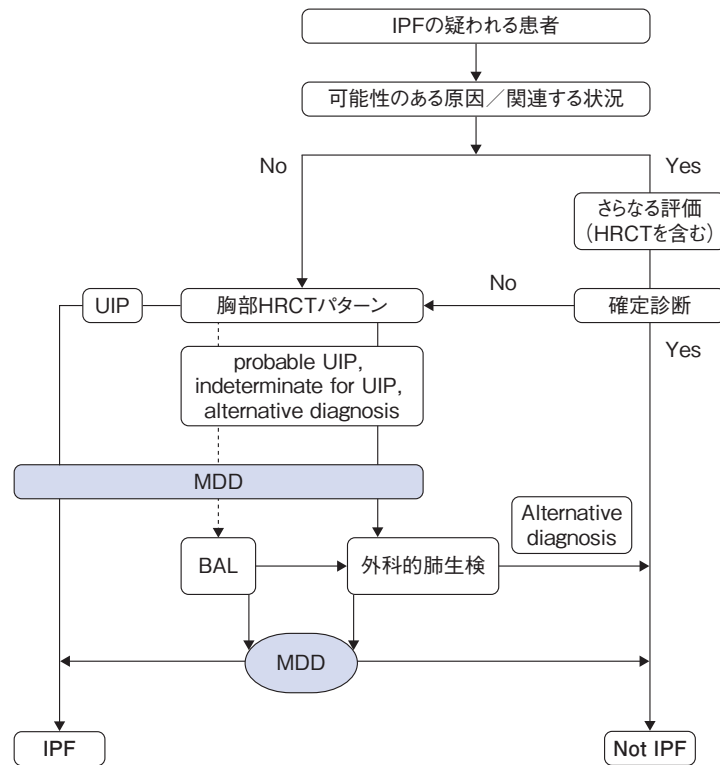 IPFの疑われる患者
可能性のある原因／関連する状況
No
Yes
さらなる評価
（HRCTを含む）
UIP
胸部HRCTパターン
No
確定診断
Yes
probable UIP,
indeterminate for UIP,
alternative diagnosis
MDD
Alternative
diagnosis
BAL
外科的肺生検
MDD
IPF
Not IPF